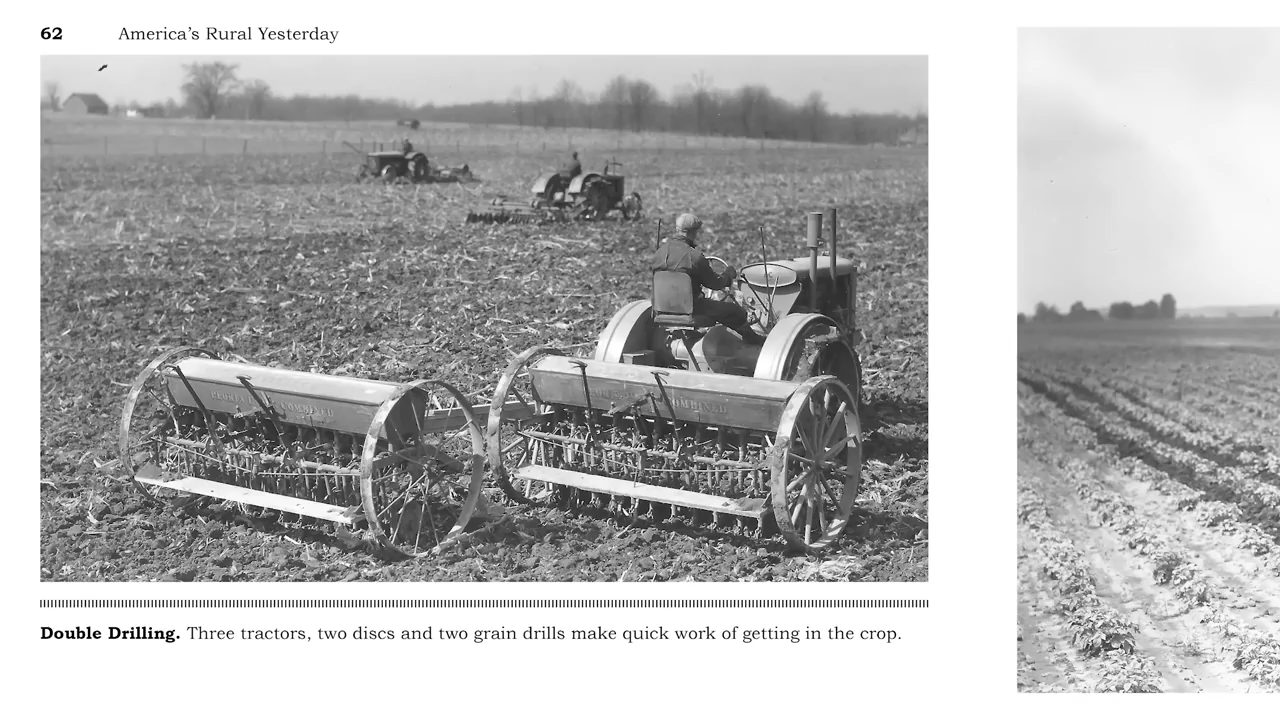 62 America's Rural Yesterday
COMBINED
Double Drilling. Three tractors, two discs and two grain drills make quick work of getting in the crop.